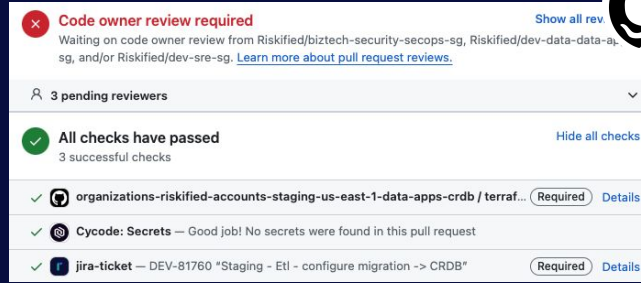 Code owner review required
Show all rev
Waiting on code owner review from Riskified/biztech-security-secops-sg, Riskified/dev-data-data-ap
sg, and/or Riskified/dev-sre-sg. Learn more about pull request reviews.
3 pending reviewers
All checks have passed
Hide all checks
3 successful checks
organizations-riskified-accounts-staging-us-east-1-data-apps-crdb / terraf... Required Details
Cycode: Secrets — Good job! No secrets were found in this pull request
jira-ticket — DEV-81760 "Staging - Etl - configure migration -> CRDB" Required Details